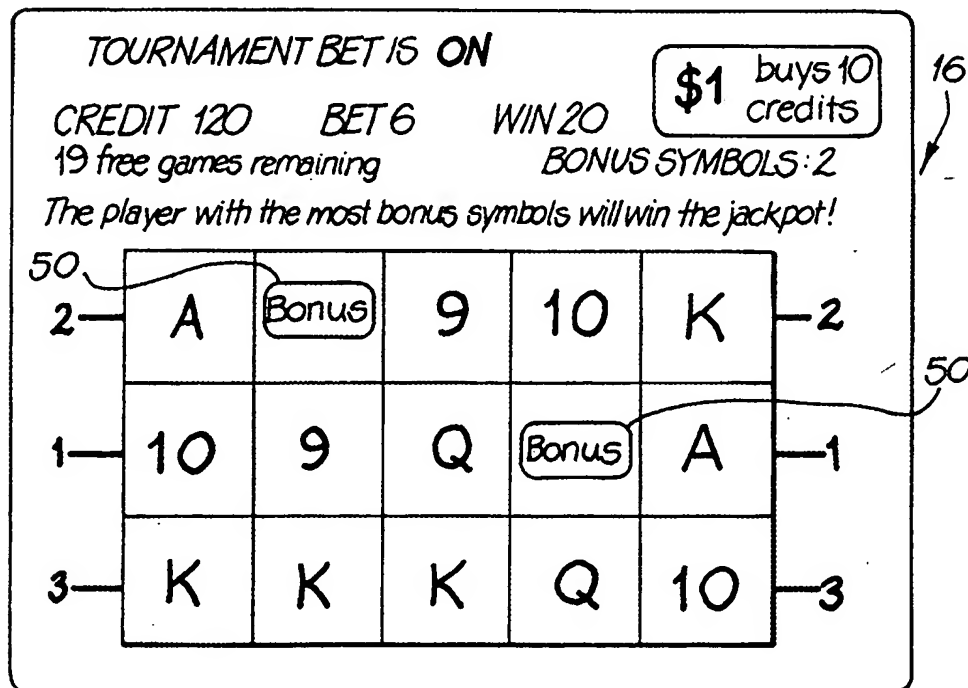 TOURNAMENT BET IS ON
$1 buys 10
credits
16
CREDIT 120 BET 6 WIN 20
19 free games remaining BONUS SYMBOLS: 2
The player with the most bonus symbols will win the jackpot!
50
2 A Bonus 9 10 K 2
50
1 10 9 Q Bonus A 1
3 K K K Q 10 3